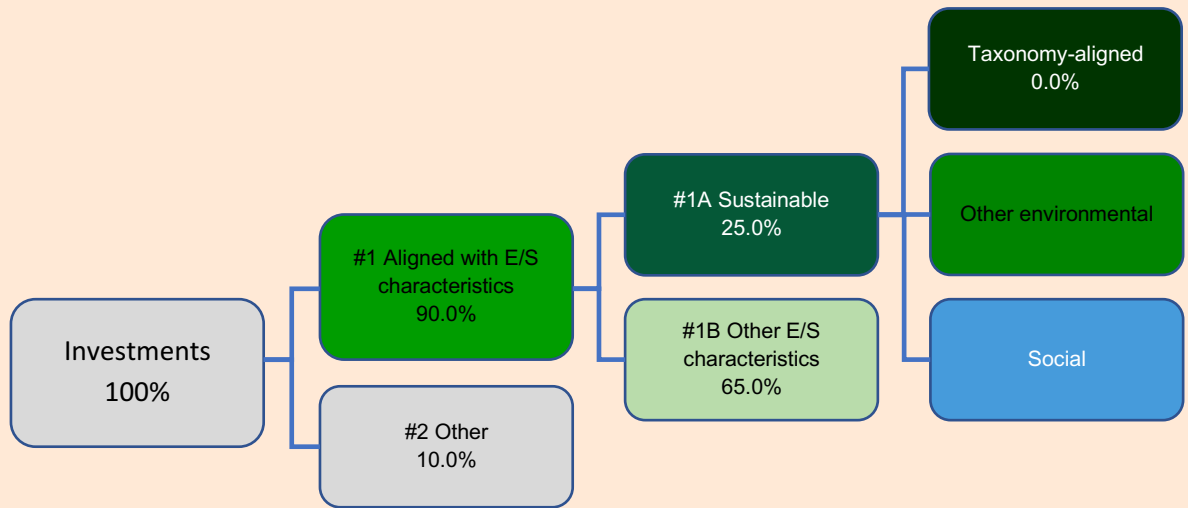 Investments
100%
#1 Aligned with E/S
characteristics
90.0%
#2 Other
10.0%
#1A Sustainable
25.0%
#1B Other E/S
characteristics
65.0%
Taxonomy-aligned
0.0%
Other environmental
Social